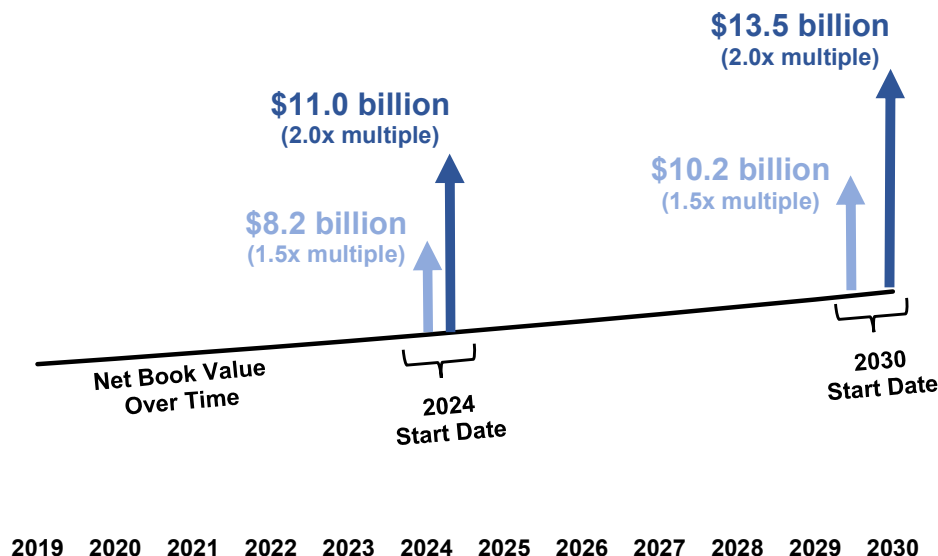 $13.5 billion
(2.0x multiple)
$11.0 billion
(2.0x multiple)
$10.2 billion
(1.5x multiple)
$8.2 billion
(1.5x multiple)
Net Book Value
Over Time
2024
Start Date
2030
Start Date
2019 2020 2021 2022 2023 2024 2025 2026 2027 2028 2029 2030